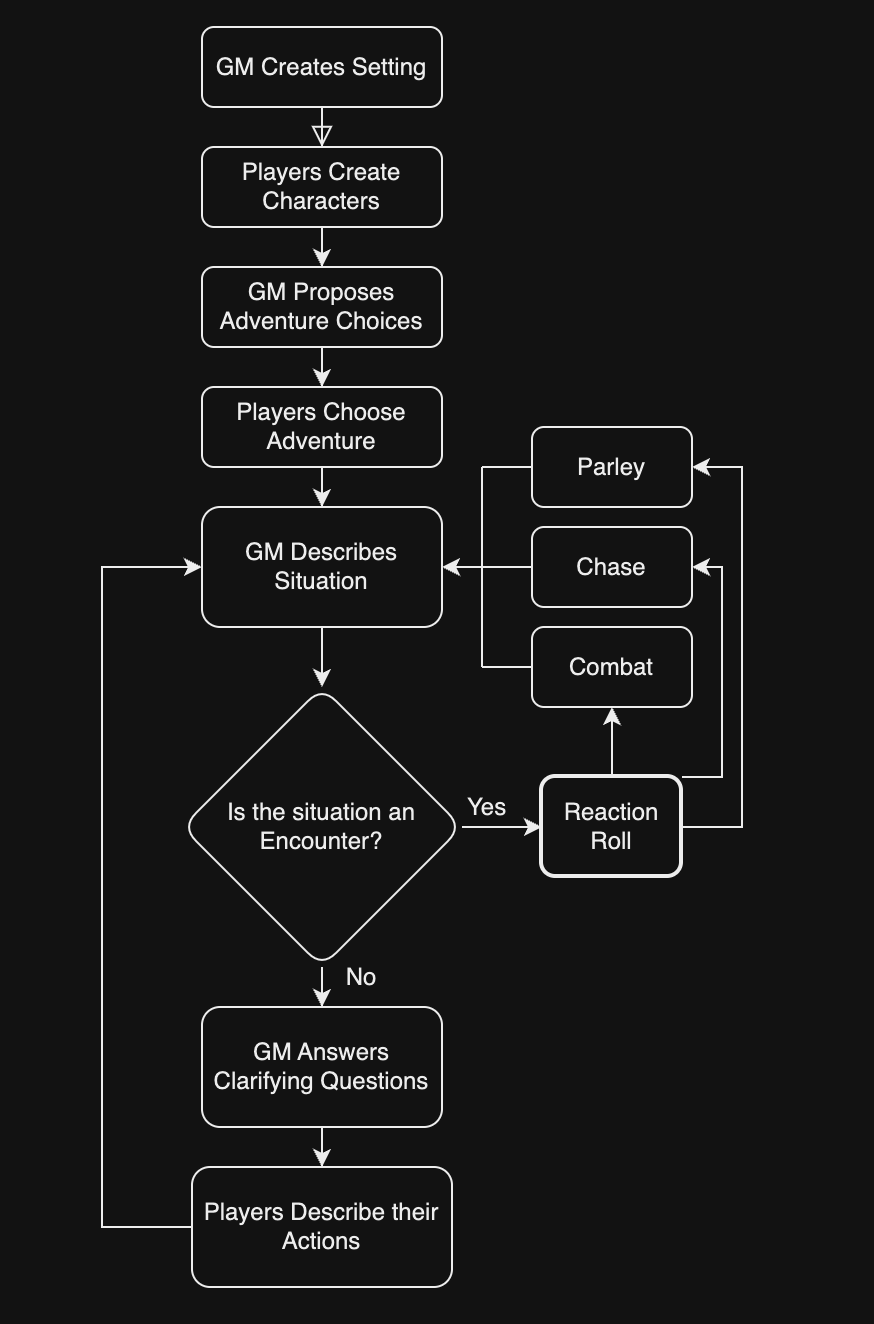 GM Creates Setting
Players Create
Characters
GM Proposes
Adventure Choices
Players Choose
Adventure
GM Describes
Situation
Parley
Chase
Combat
Is the situation an
Encounter?
Yes
Reaction
Roll
No
GM Answers
Clarifying Questions
Players Describe their
Actions